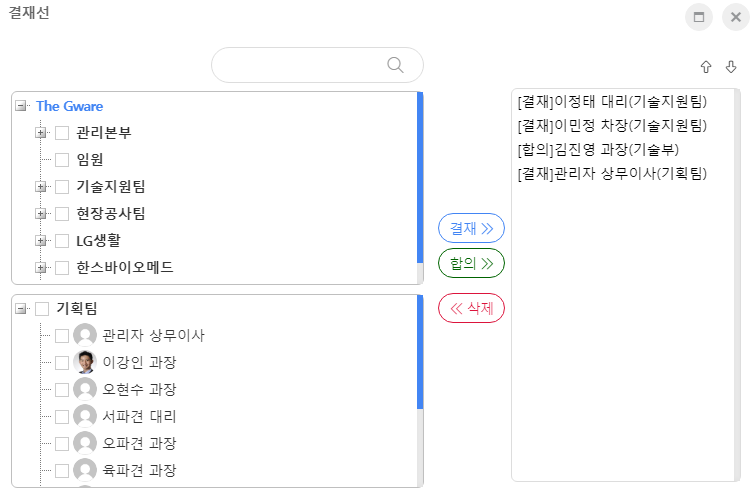 결재선
The Gware
관리본부
임원
기술지원팀
현장공사팀
LG생활
한스바이오메드
기획팀
관리자 상무이사
이강인 과장
오현수 과장
서파견 대리
오파견 과장
육파견 과장
결재
합의
삭제
[결재]이정태 대리(기술지원팀)
[결재]이민정 차장(기술지원팀)
[합의]김진영 과장(기술부)
[결재]관리자 상무이사(기획팀)